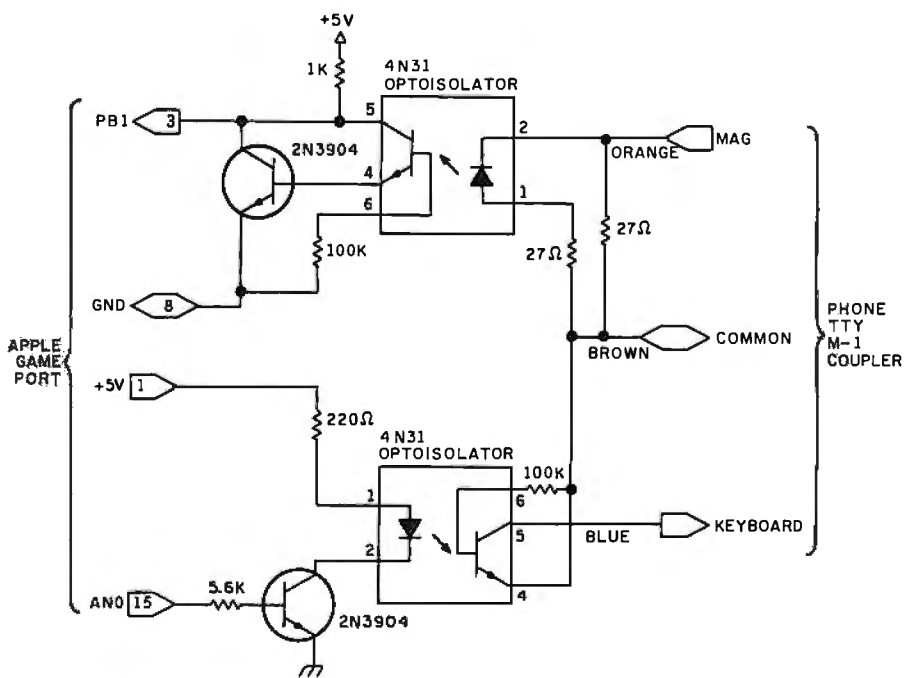 +5V
1K
4N31
OPTOISOLATOR
PB1
3
5
2N3904
2
MAG
ORANGE
4
1
6
100K
27Ω
27Ω
GND
8
COMMON
BROWN
APPLE
GAME
PORT
PHONE
TTY
M-1
COUPLER
+5V
1
220Ω
4N31
OPTOISOLATOR
100K
1
6
KEYBOARD
5
BLUE
2
4
AN0
15
5.6K
2N3904